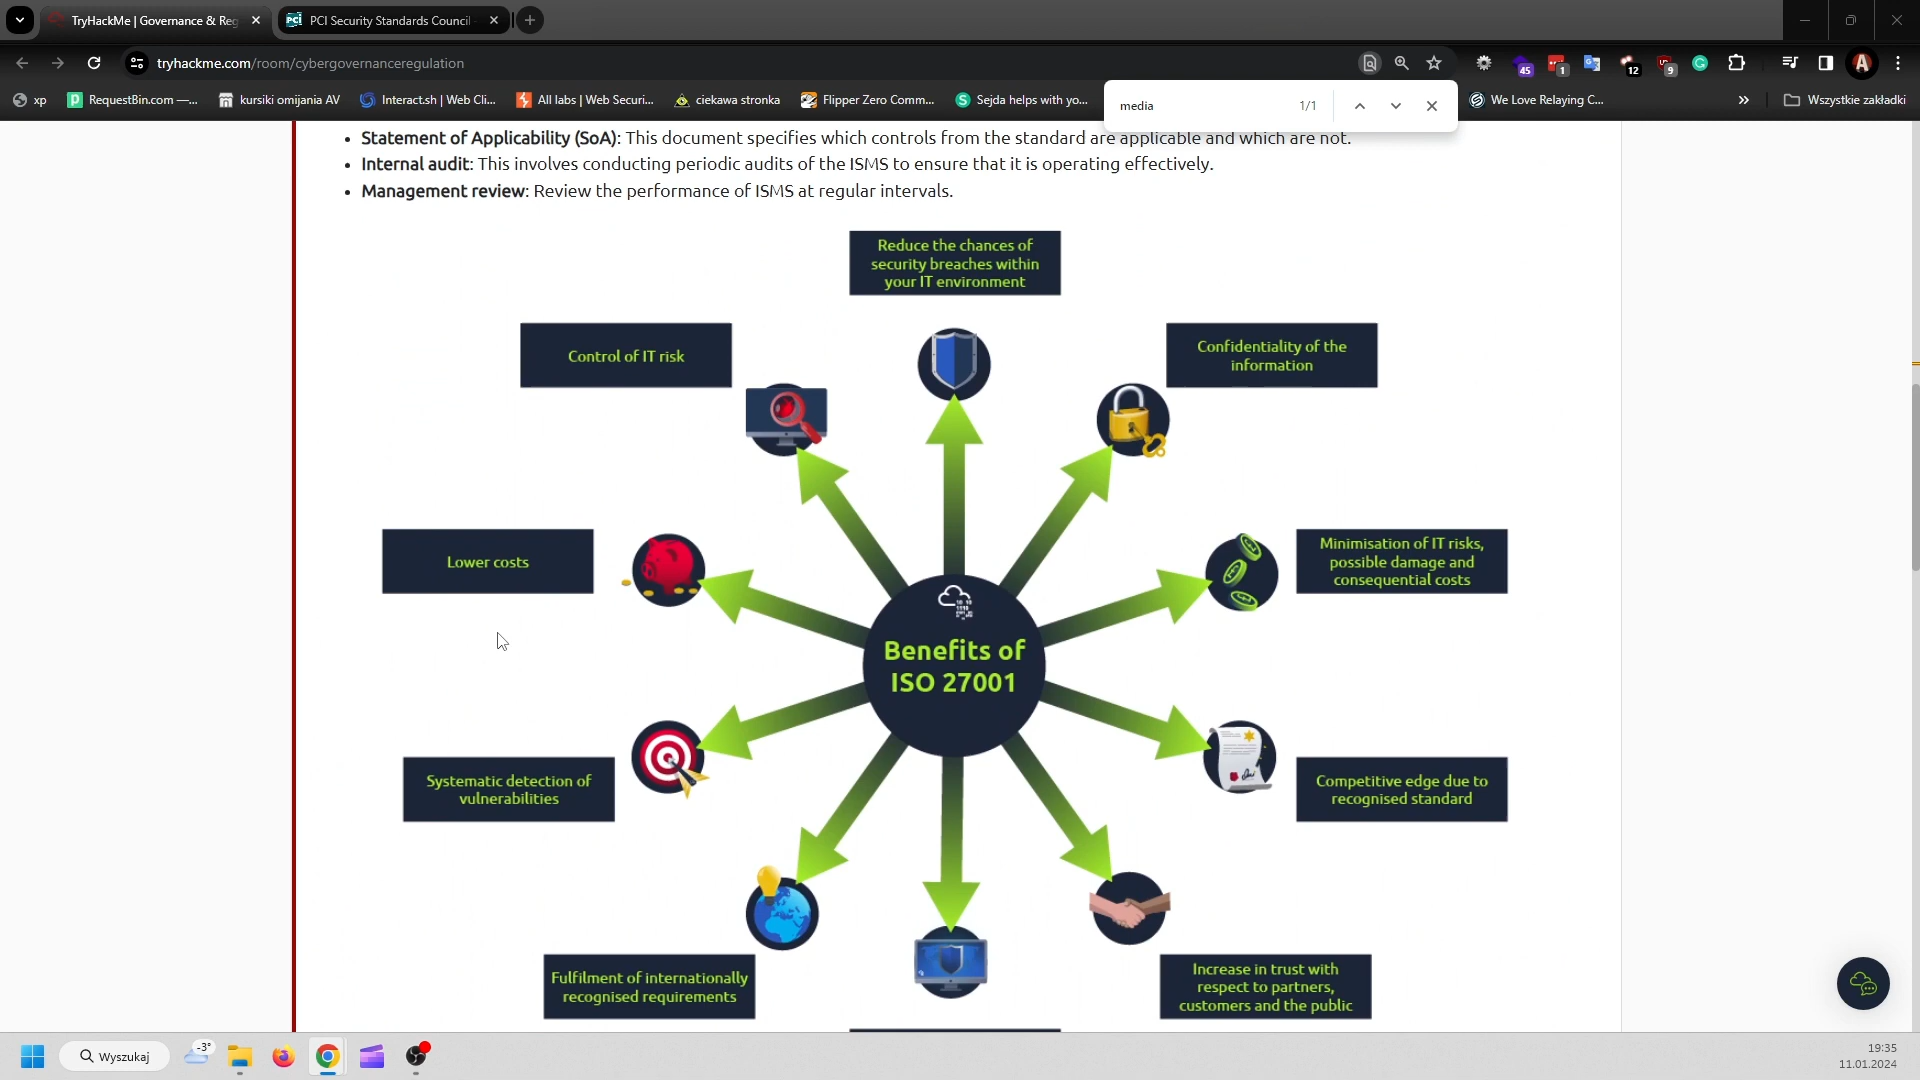 TryHackMe | Governance & Reg
PCI Security Standards Council
tryhackme.com/room/cybergovernanceregulation
45
1
12
9
A
xp
RequestBin.com —...
kursiki omijania AV
Interact.sh | Web Cli...
All labs | Web Securi...
ciekawa stronka
Flipper Zero Comm...
Sejda helps with yo...
We Love Relaying C...
Wszystkie zakładki
media
1/1
Statement of Applicability (SoA): This document specifies which controls from the standard are applicable and which are not.
Internal audit: This involves conducting periodic audits of the ISMS to ensure that it is operating effectively.
Management review: Review the performance of ISMS at regular intervals.
Reduce the chances of
security breaches within
your IT environment
Control of IT risk
Confidentiality of the
information
Lower costs
Minimisation of IT risks,
possible damage and
consequential costs
Benefits of
ISO 27001
Systematic detection of
vulnerabilities
Competitive edge due to
recognised standard
Fulfilment of internationally
recognised requirements
Increase in trust with
respect to partners,
customers and the public
-3°
Wyszukaj
19:35
11.01.2024